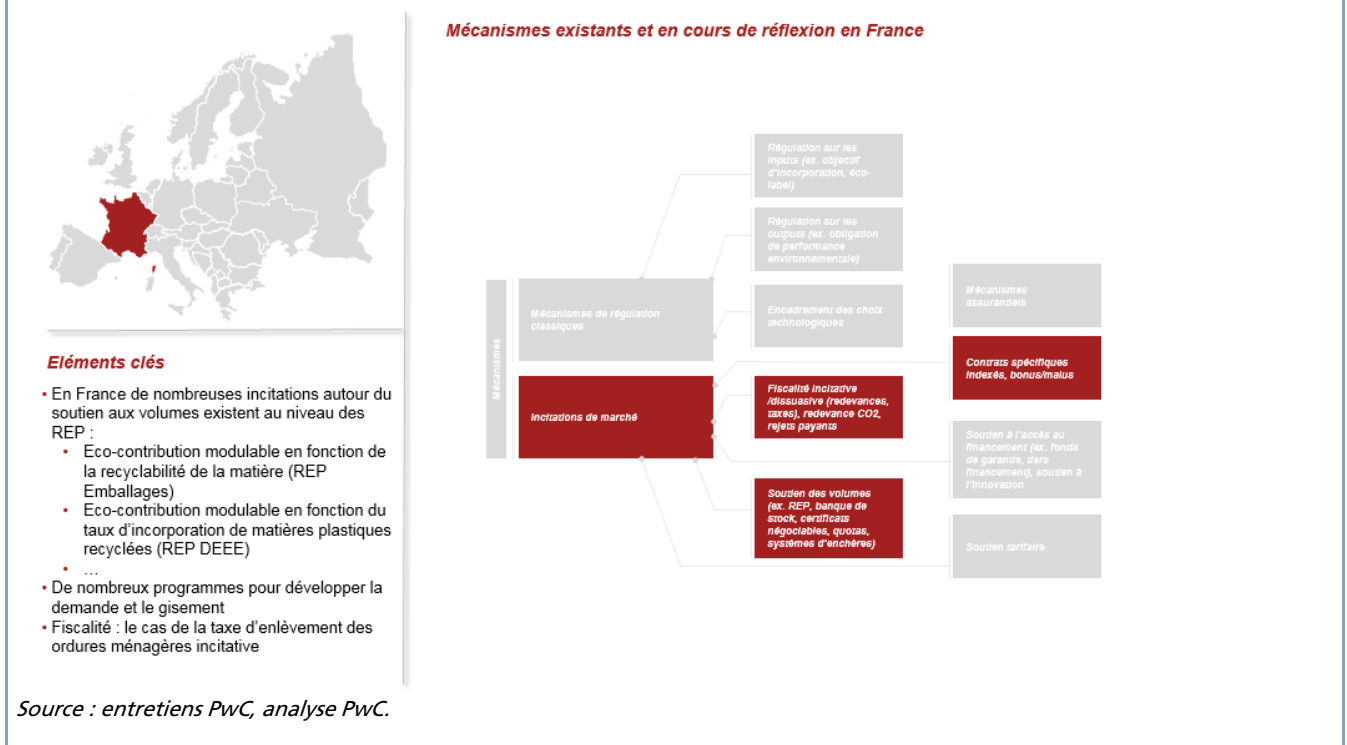 Mécanismes existants et en cours de réflexion en France
Eléments clés
• En France de nombreuses incitations autour du
soutien aux volumes existent au niveau des
REP :
• Eco-contribution modulable en fonction de
la recyclabilité de la matière (REP
Emballages)
• Eco-contribution modulable en fonction du
taux d'incorporation de matières plastiques
recyclées (REP DEEE)
• ...
• De nombreux programmes pour développer la
demande et le gisement
• Fiscalité : le cas de la taxe d'enlèvement des
ordures ménagères incitative
Mécanismes
Mécanismes de régulation
classiques
Incitations de marché
Régulation sur les
inputs (ex. objectif
d'incorporation, éco-
label)
Régulation sur les
outputs (ex. obligation
de performance
environnementale)
Encadrement des choix
technologiques
Fiscalité incitative
/dissuasive (redevances,
taxes), redevance CO2,
rejets payants
Soutien des volumes
(ex. REP, banque de
stock, certificats
négociables, quotas,
systèmes d'enchères)
Mécanismes
assurantiels
Contrats spécifiques
indexés, bonus/malus
Soutien à l'accès au
financement (ex. fonds
de garantie, tiers
financement), soutien à
l'innovation
Soutien tarifaire
Source : entretiens PwC, analyse PwC.